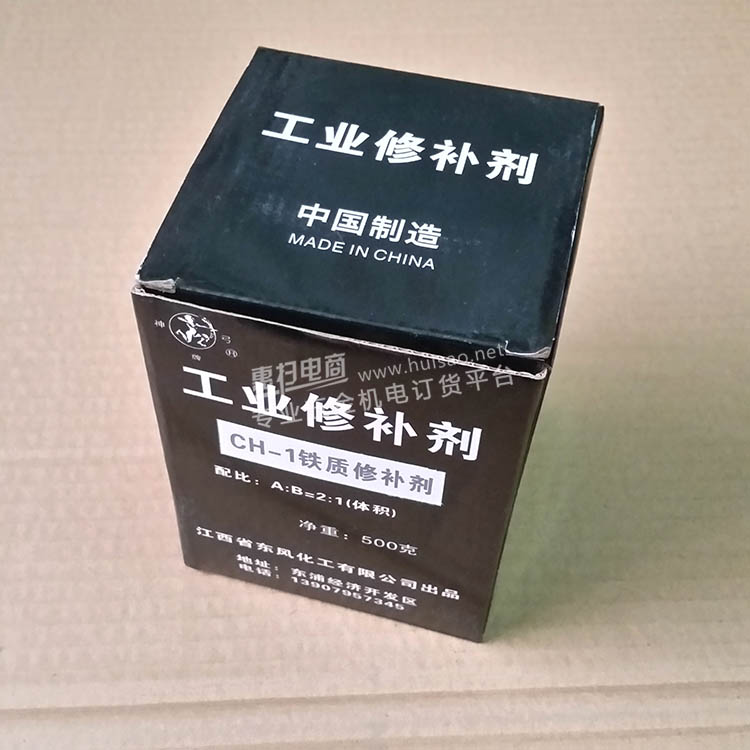 工业修补剂
中国制造
MADE IN CHINA
神弓
牌
惠扫电商 www.huisao.net
专业五金机电订货平台
工业修补剂
CH-1铁质修补剂
配比：A:B=2:1(体积)
净重：500克
江西省东风化工有限公司出品
地址：东浦经济开发区
电话：13907957345